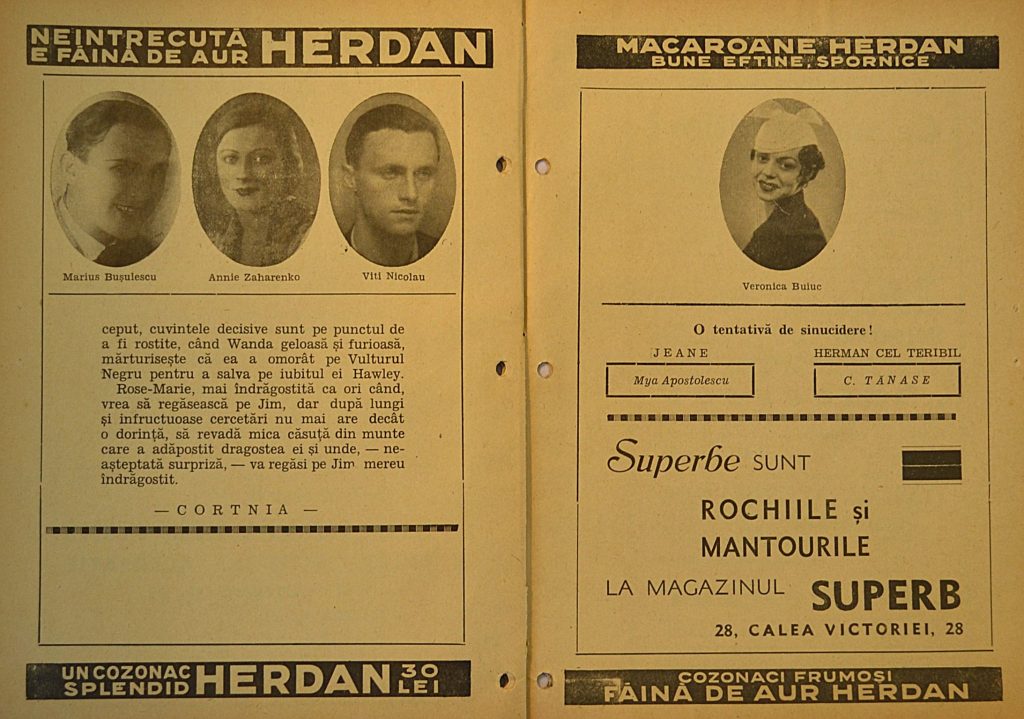 NEINTRECUTĂ
E FĂINA DE AUR HERDAN
Marius Bușulescu
Annie Zaharenko
Viti Nicolau
ceput, cuvintele decisive sunt pe punctul de
a fi rostite, când Wanda geloasă și furioasă,
mărturisește că ea a omorât pe Vulturul
Negru pentru a salva pe iubitul ei Hawley.
Rose-Marie, mai îndrăgostită ca ori când,
vrea să regăsească pe Jim, dar după lungi
și infructuoase cercetări nu mai are decât
o dorință, să revadă mica căsuță din munte
care a adăpostit dragostea ei și unde, — ne-
așteptată surpriză, — va regăsi pe Jim mereu
îndrăgostit.
— CORTNIA —
UN COZONAC
SPLENDID HERDAN 30 LEI
MACAROANE HERDAN
BUNE EFTINE, SPORNICE
Veronica Buiuc
O tentativă de sinucidere!
JEANE
HERMAN CEL TERIBIL
Mya Apostolescu
C. TANASE
Superbe SUNT
ROCHIILE și
MANTOURILE
LA MAGAZINUL SUPERB
28, CALEA VICTORIEI, 28
COZONACI FRUMOȘI
FĂINĂ DE AUR HERDAN